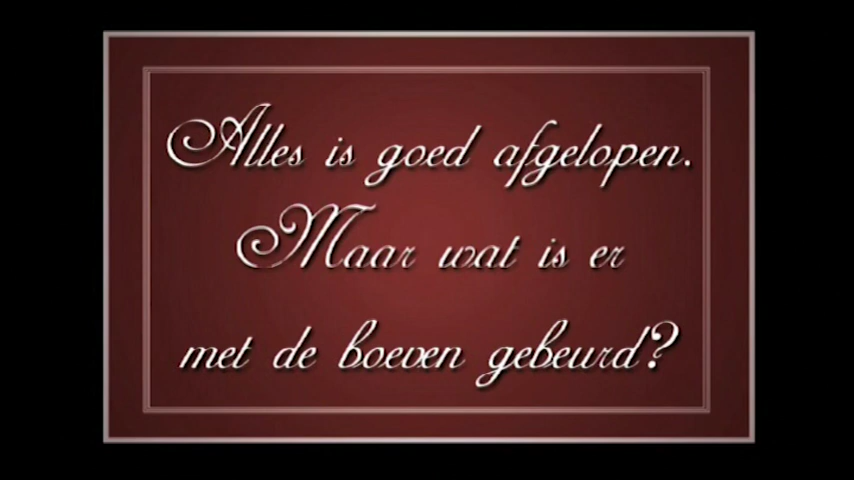 Alles is goed afgelopen.
Maar wat is er
met de boeven gebeurd?